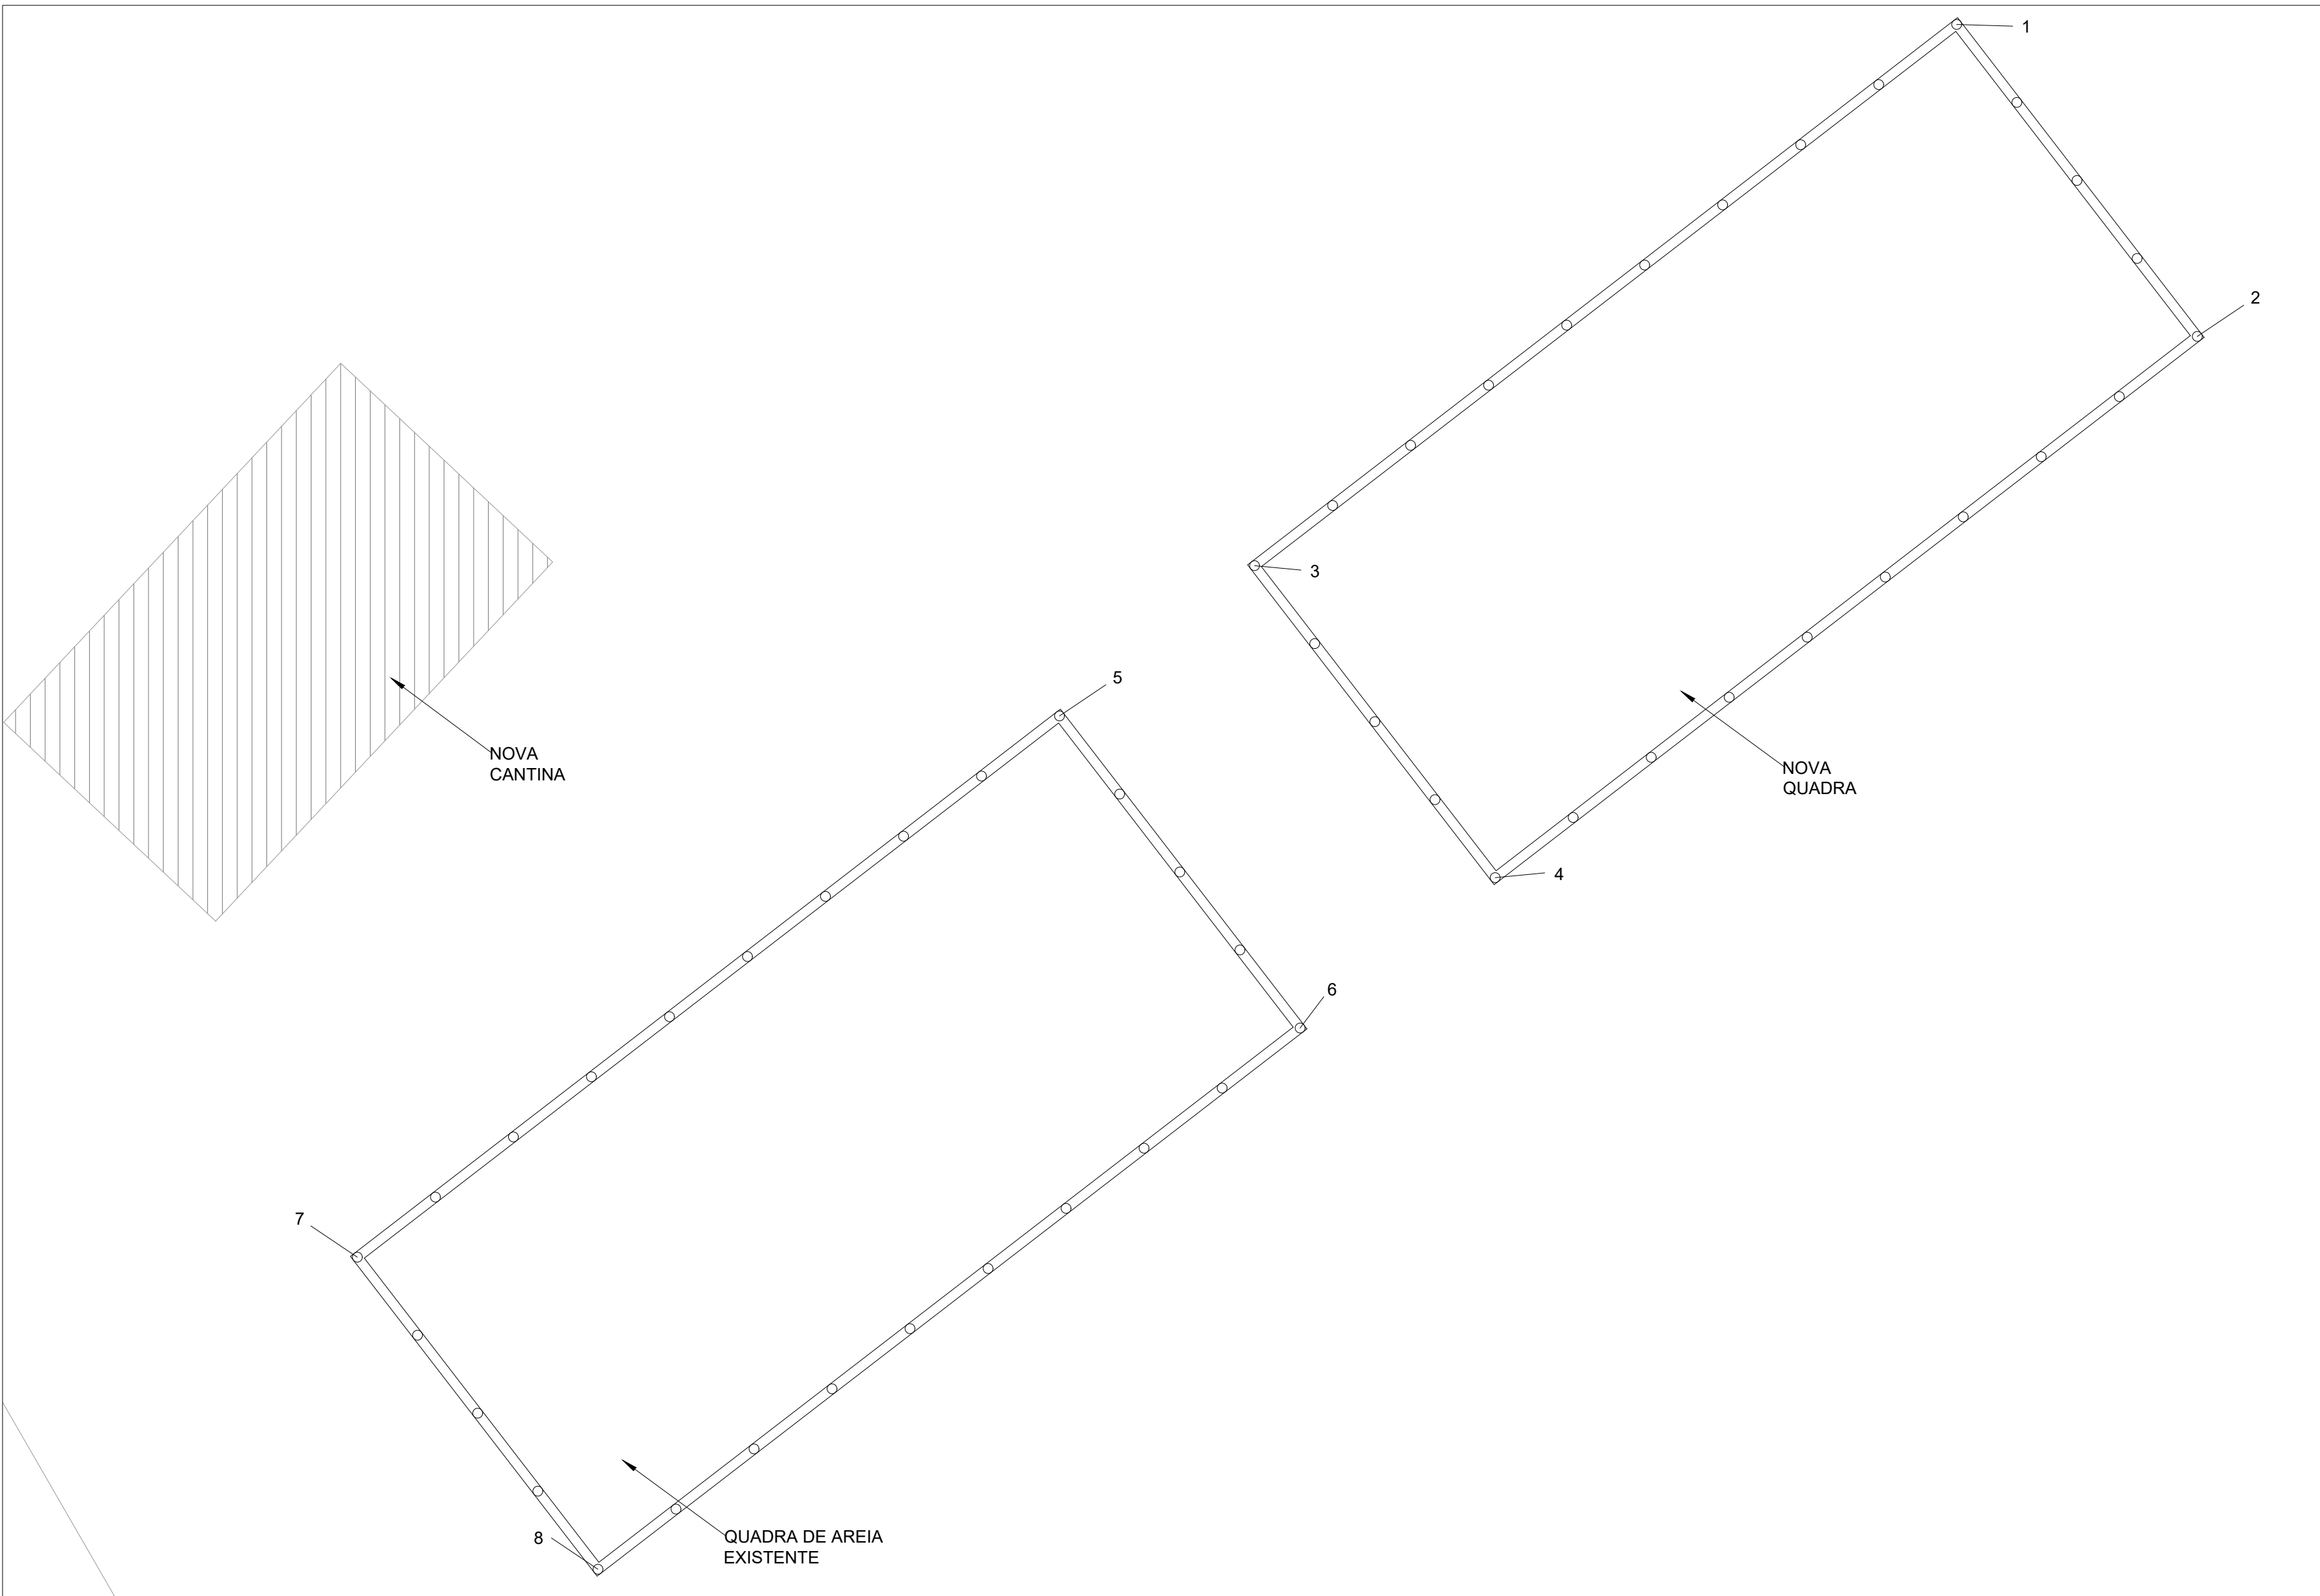 1
2
3
5
NOVA
CANTINA
NOVA
QUADRA
4
6
7
8
QUADRA DE AREIA
EXISTENTE